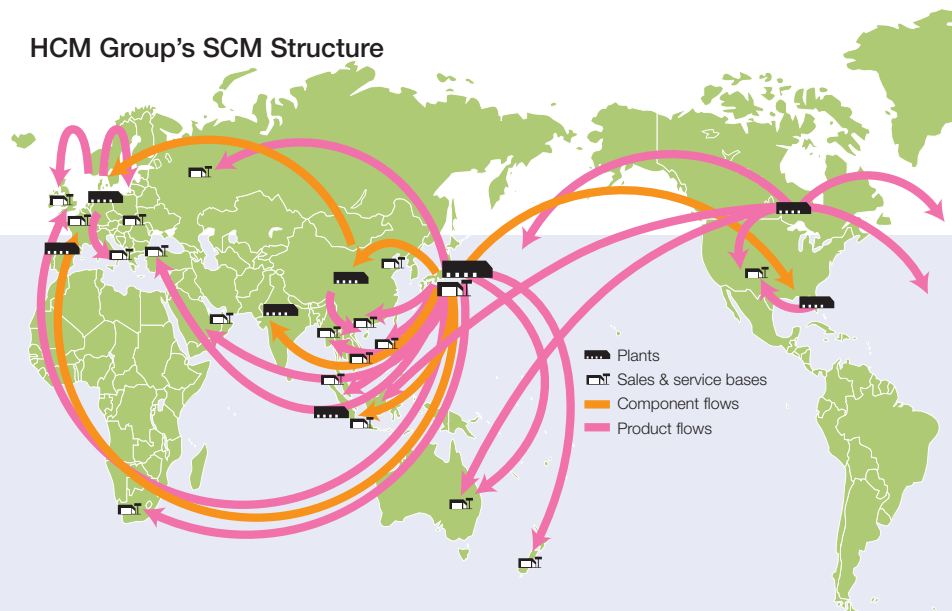 HCM Group's SCM Structure
Plants
Sales & service bases
Component flows
Product flows